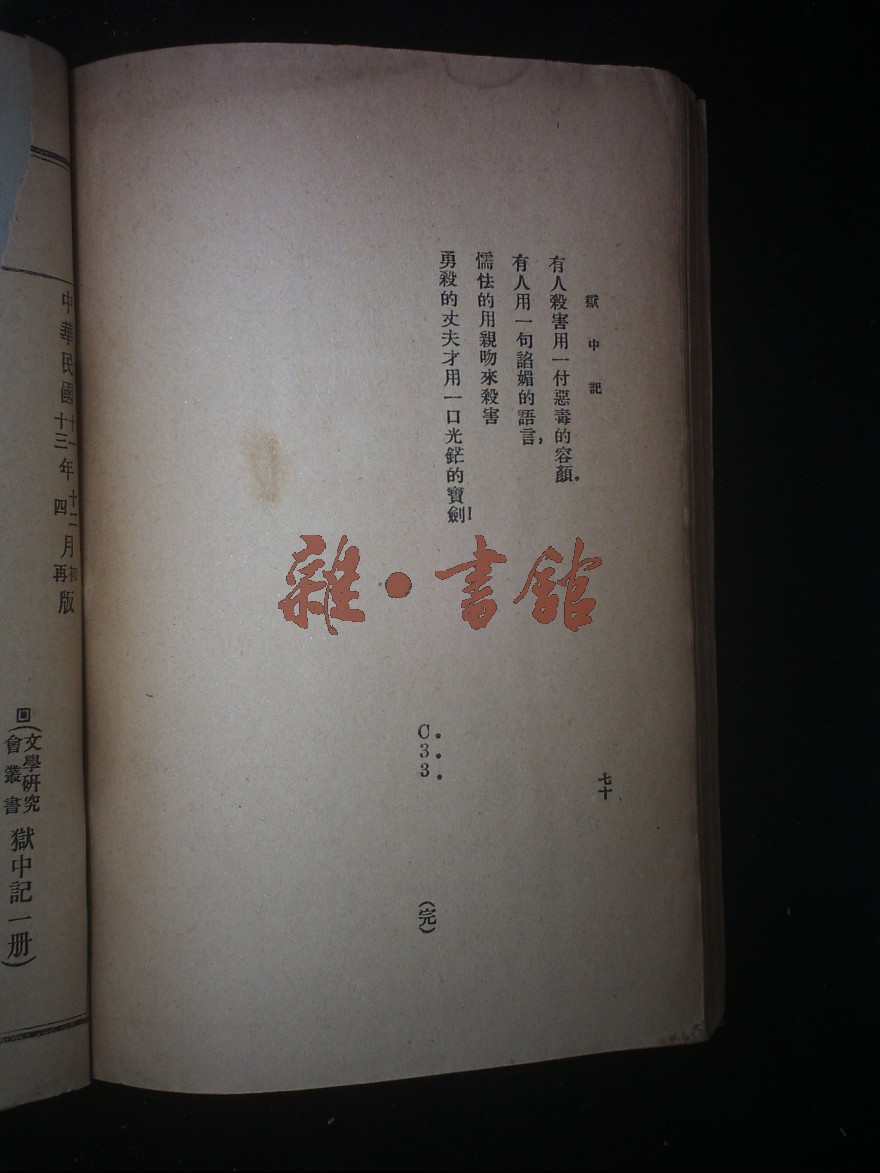 獄中記
七十
有人殺害用一付惡毒的容顏。
有人用一句諂媚的語言，
懦怯的用親吻來殺害
勇殺的丈夫才用一口光鋩的寶劍！
C.3.3.
（完）
雜·書館
中華民國十一年十二月初版
十三年四月再版
回（文學研究會叢書獄中記一册）